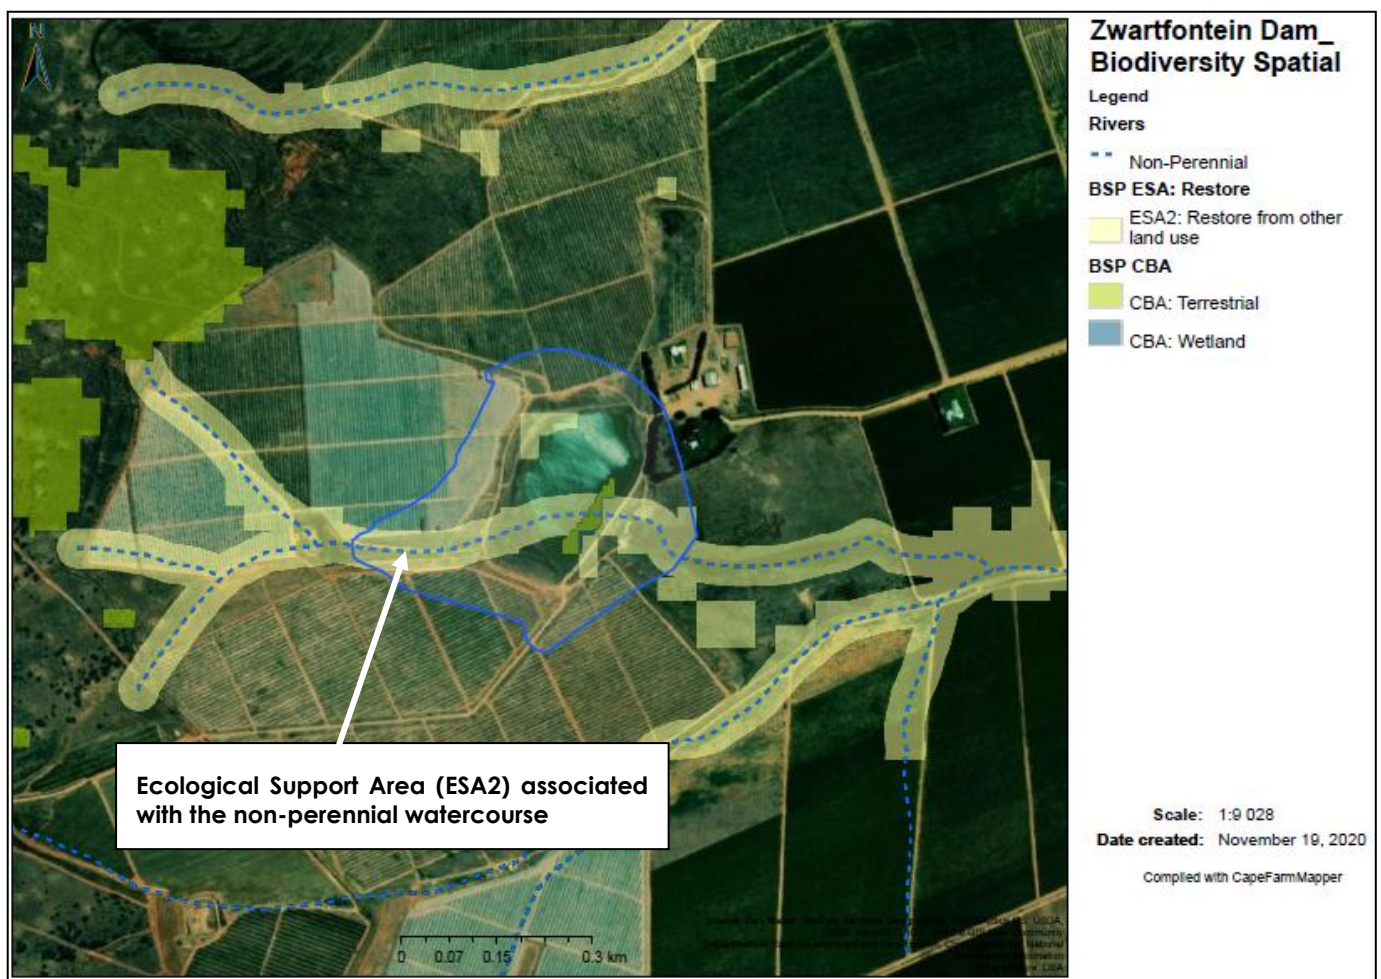 N
Zwartfontein Dam_
Biodiversity Spatial
Legend
Rivers
Non-Perennial
BSP ESA: Restore
ESA2: Restore from other
land use
BSP CBA
CBA: Terrestrial
CBA: Wetland
Ecological Support Area (ESA2) associated
with the non-perennial watercourse
Scale: 1:9 028
Date created: November 19, 2020
Compiled with CapeFarmMapper
0 0.07 0.15 0.3 km